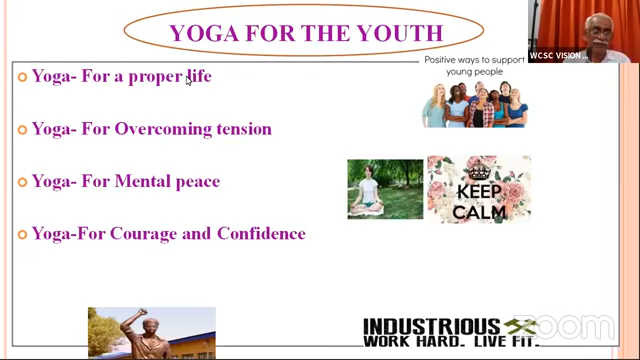 YOGA FOR THE YOUTH
WCSC VISION ...
Positive ways to support
young people
Yoga- For a proper life
Yoga- For Overcoming tension
Yoga- For Mental peace
KEEP
CALM
Yoga-For Courage and Confidence
INDUSTRIOUS
WORK HARD. LIVE FIT.
zoom